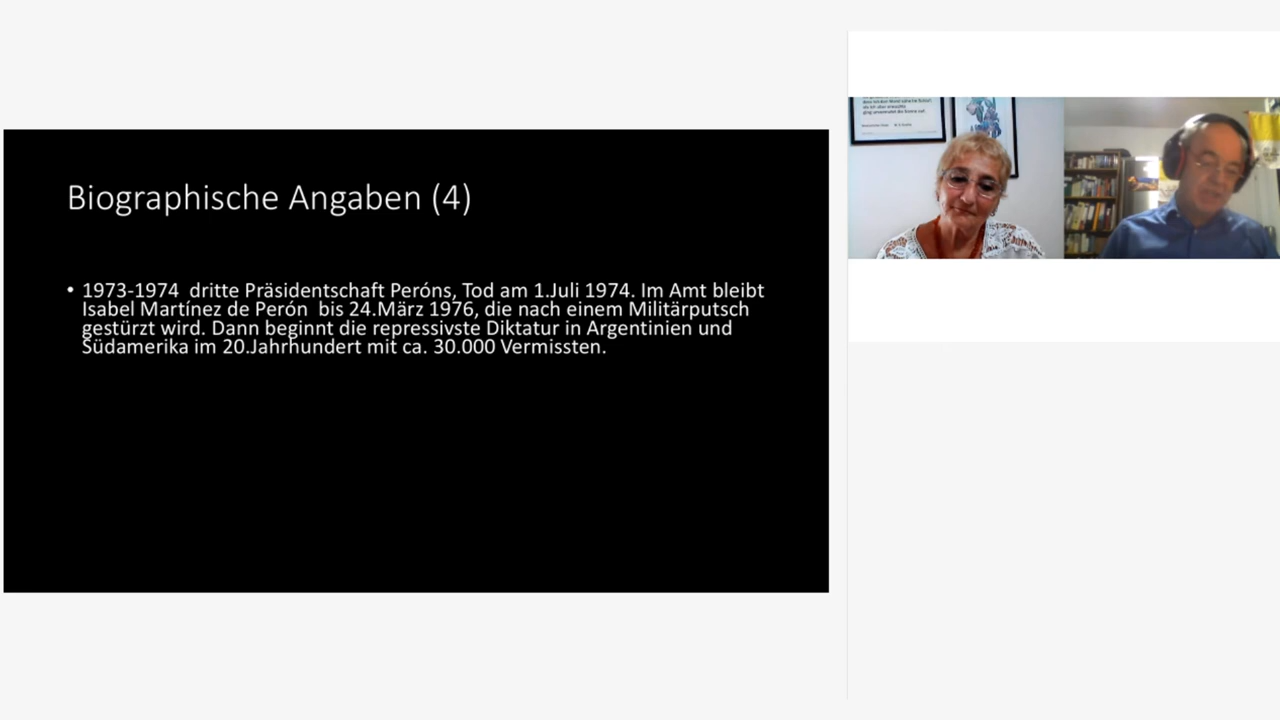 Biographische Angaben (4)
• 1973-1974  dritte Präsidentschaft Peróns, Tod am 1.Juli 1974. Im Amt bleibt
Isabel Martínez de Perón  bis 24.März 1976, die nach einem Militärputsch
gestürzt wird. Dann beginnt die repressivste Diktatur in Argentinien und
Südamerika im 20.Jahrhundert mit ca. 30.000 Vermissten.